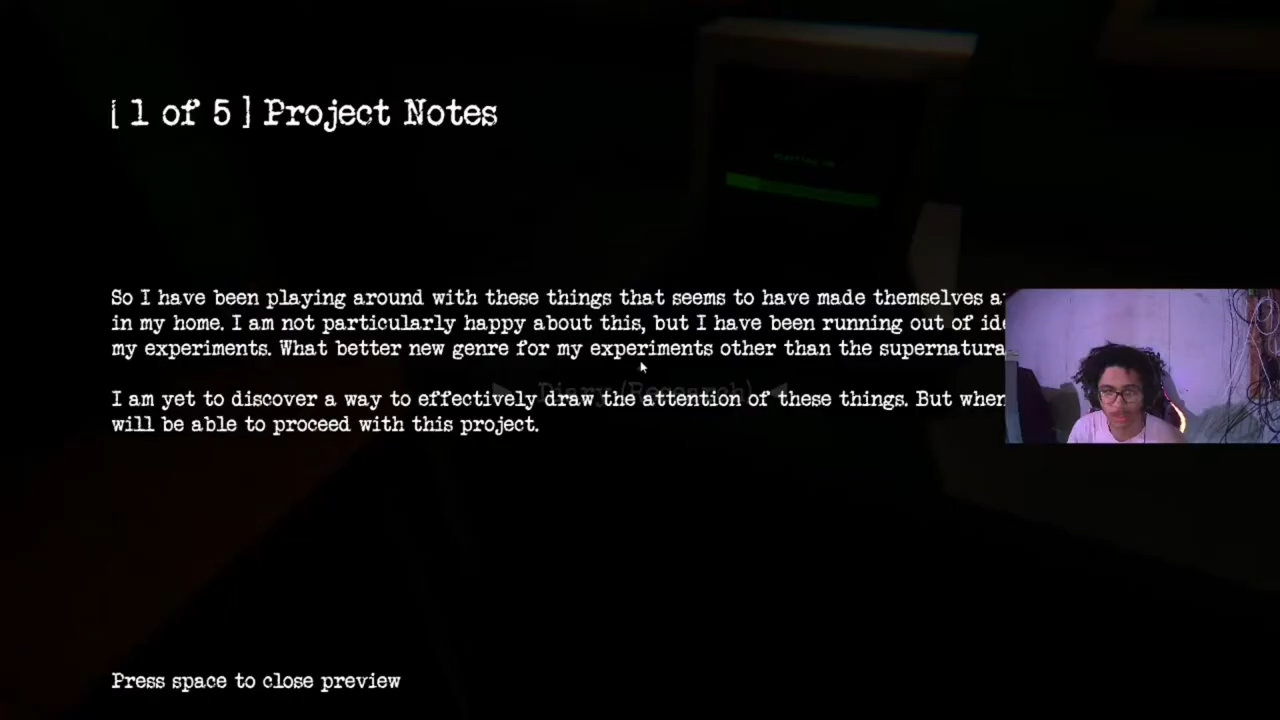 [ 1 of 5 ] Project Notes
So I have been playing around with these things that seems to have made themselves
in my home. I am not particularly happy about this, but I have been running out of
my experiments. What better new genre for my experiments other than the
Diary (Research)
I am yet to discover a way to effectively draw the attention of these things. But when
will be able to proceed with this project.
Press space to close preview